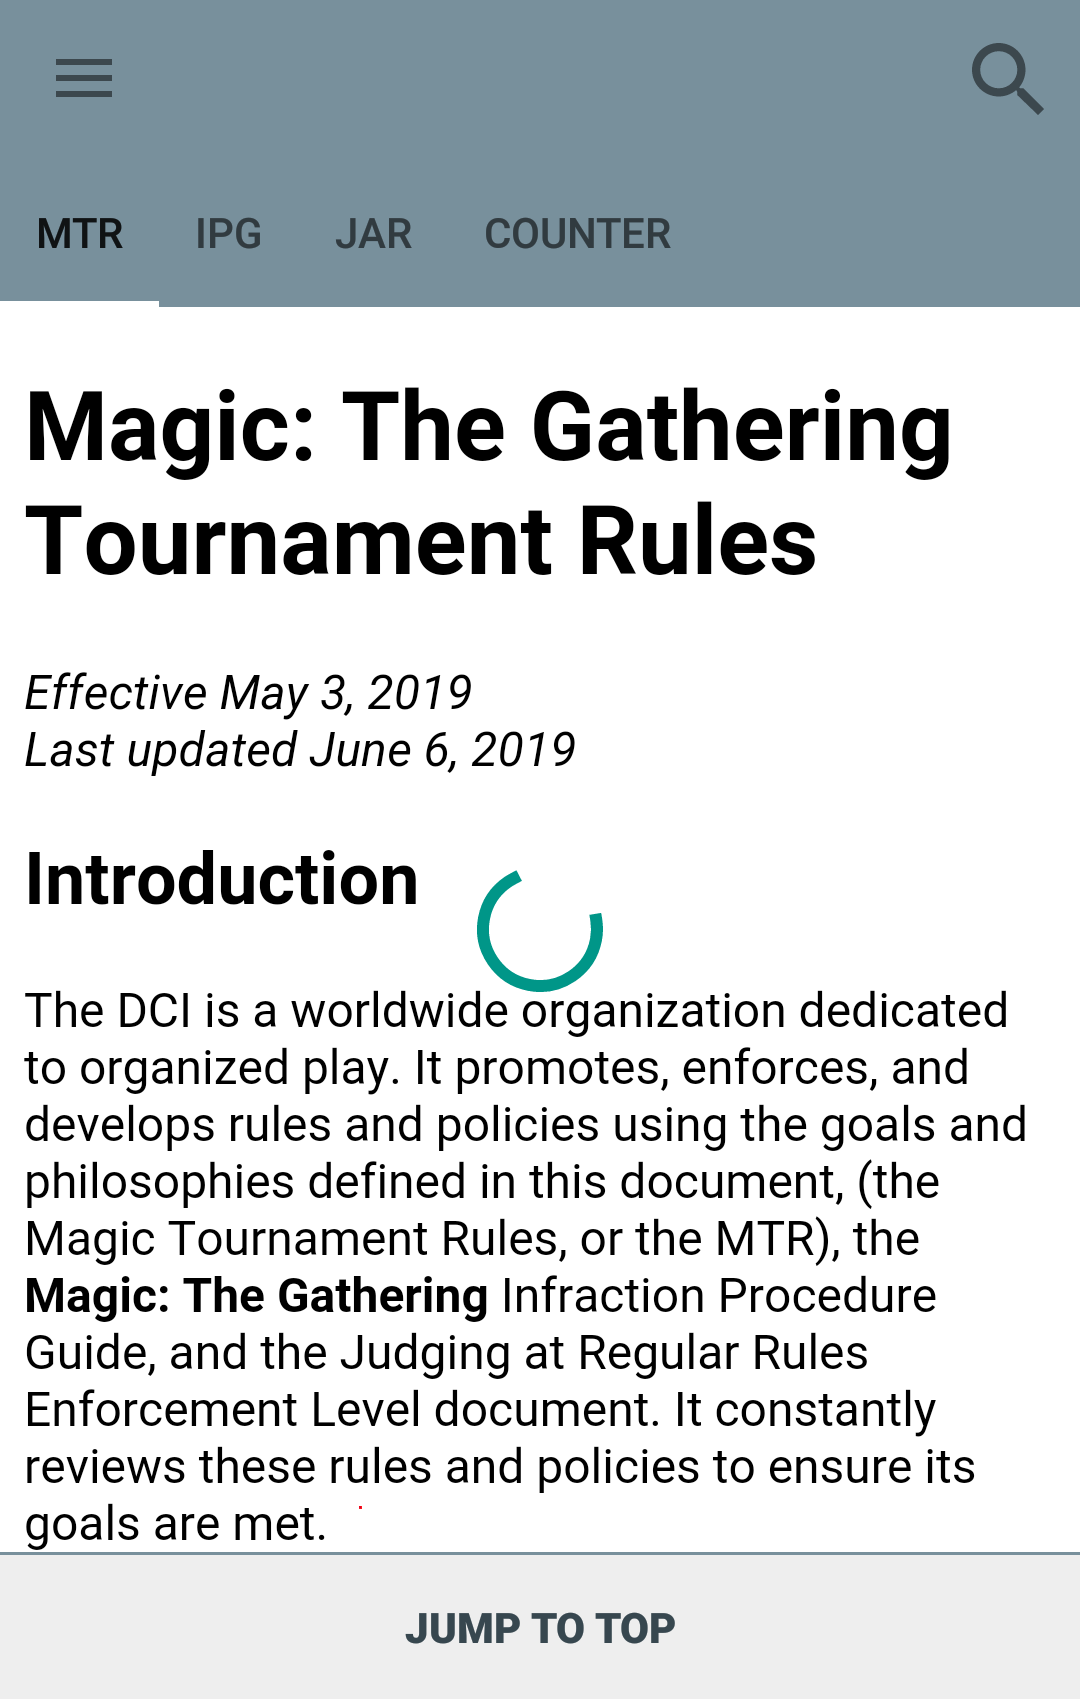 MTR IPG JAR COUNTER
Magic: The Gathering
Tournament Rules
Effective May 3, 2019
Last updated June 6, 2019
Introduction
The DCI is a worldwide organization dedicated
to organized play. It promotes, enforces, and
develops rules and policies using the goals and
philosophies defined in this document, (the
Magic Tournament Rules, or the MTR), the
Magic: The Gathering Infraction Procedure
Guide, and the Judging at Regular Rules
Enforcement Level document. It constantly
reviews these rules and policies to ensure its
goals are met.
JUMP TO TOP